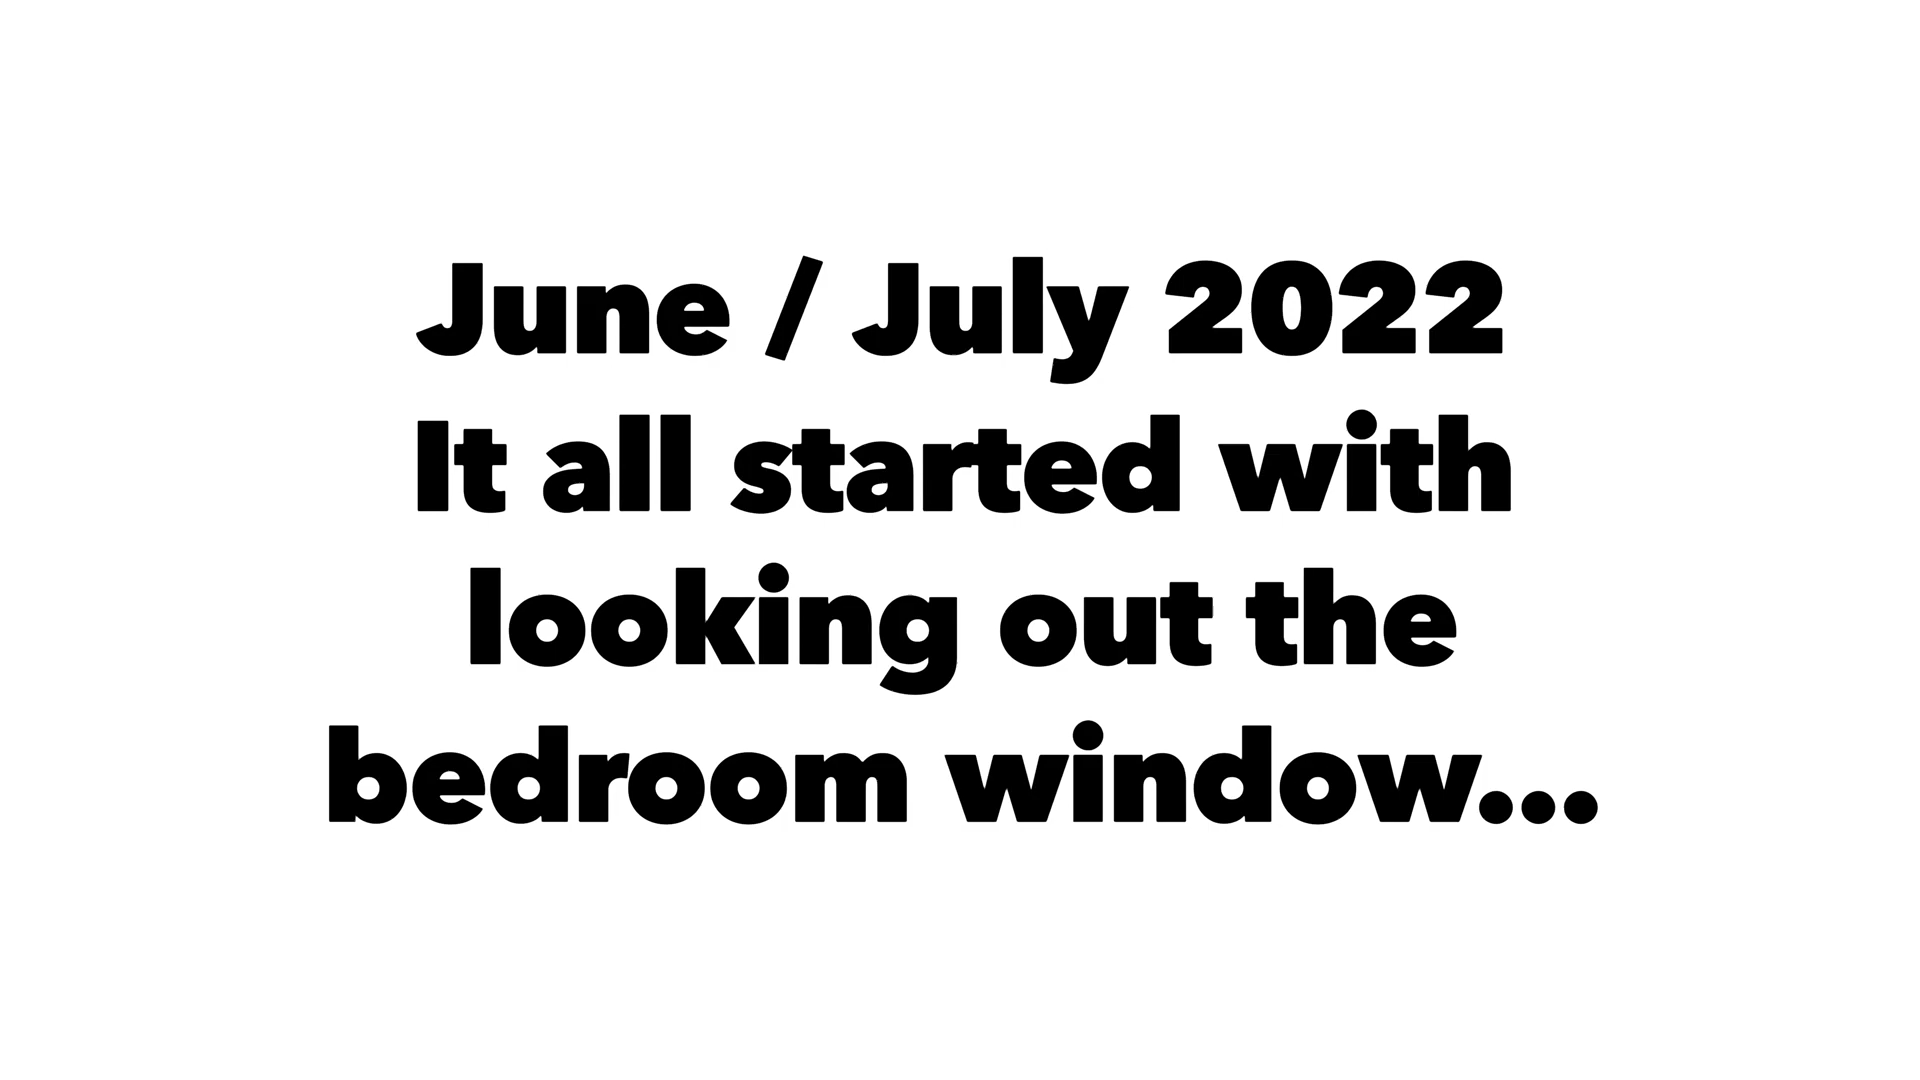 June / July 2022
It all started with
looking out the
bedroom window...